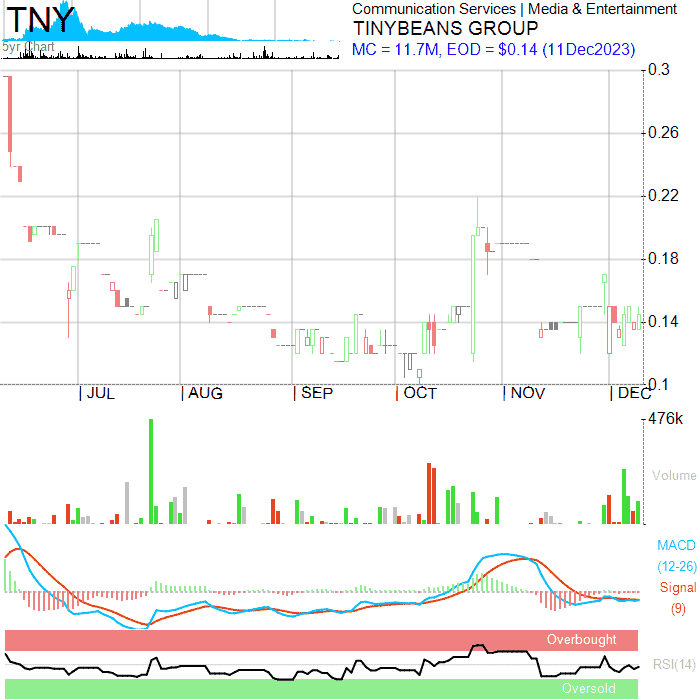 TNY
5yr Chart
Communication Services | Media & Entertainment
TINYBEANS GROUP
MC = 11.7M, EOD = $0.14 (11Dec2023)
0.3
0.26
0.22
0.18
0.14
0.1
JUL
AUG
SEP
OCT
NOV
DEC
476k
Volume
MACD
(12-26)
Signal
(9)
Overbought
RSI(14)
Oversold